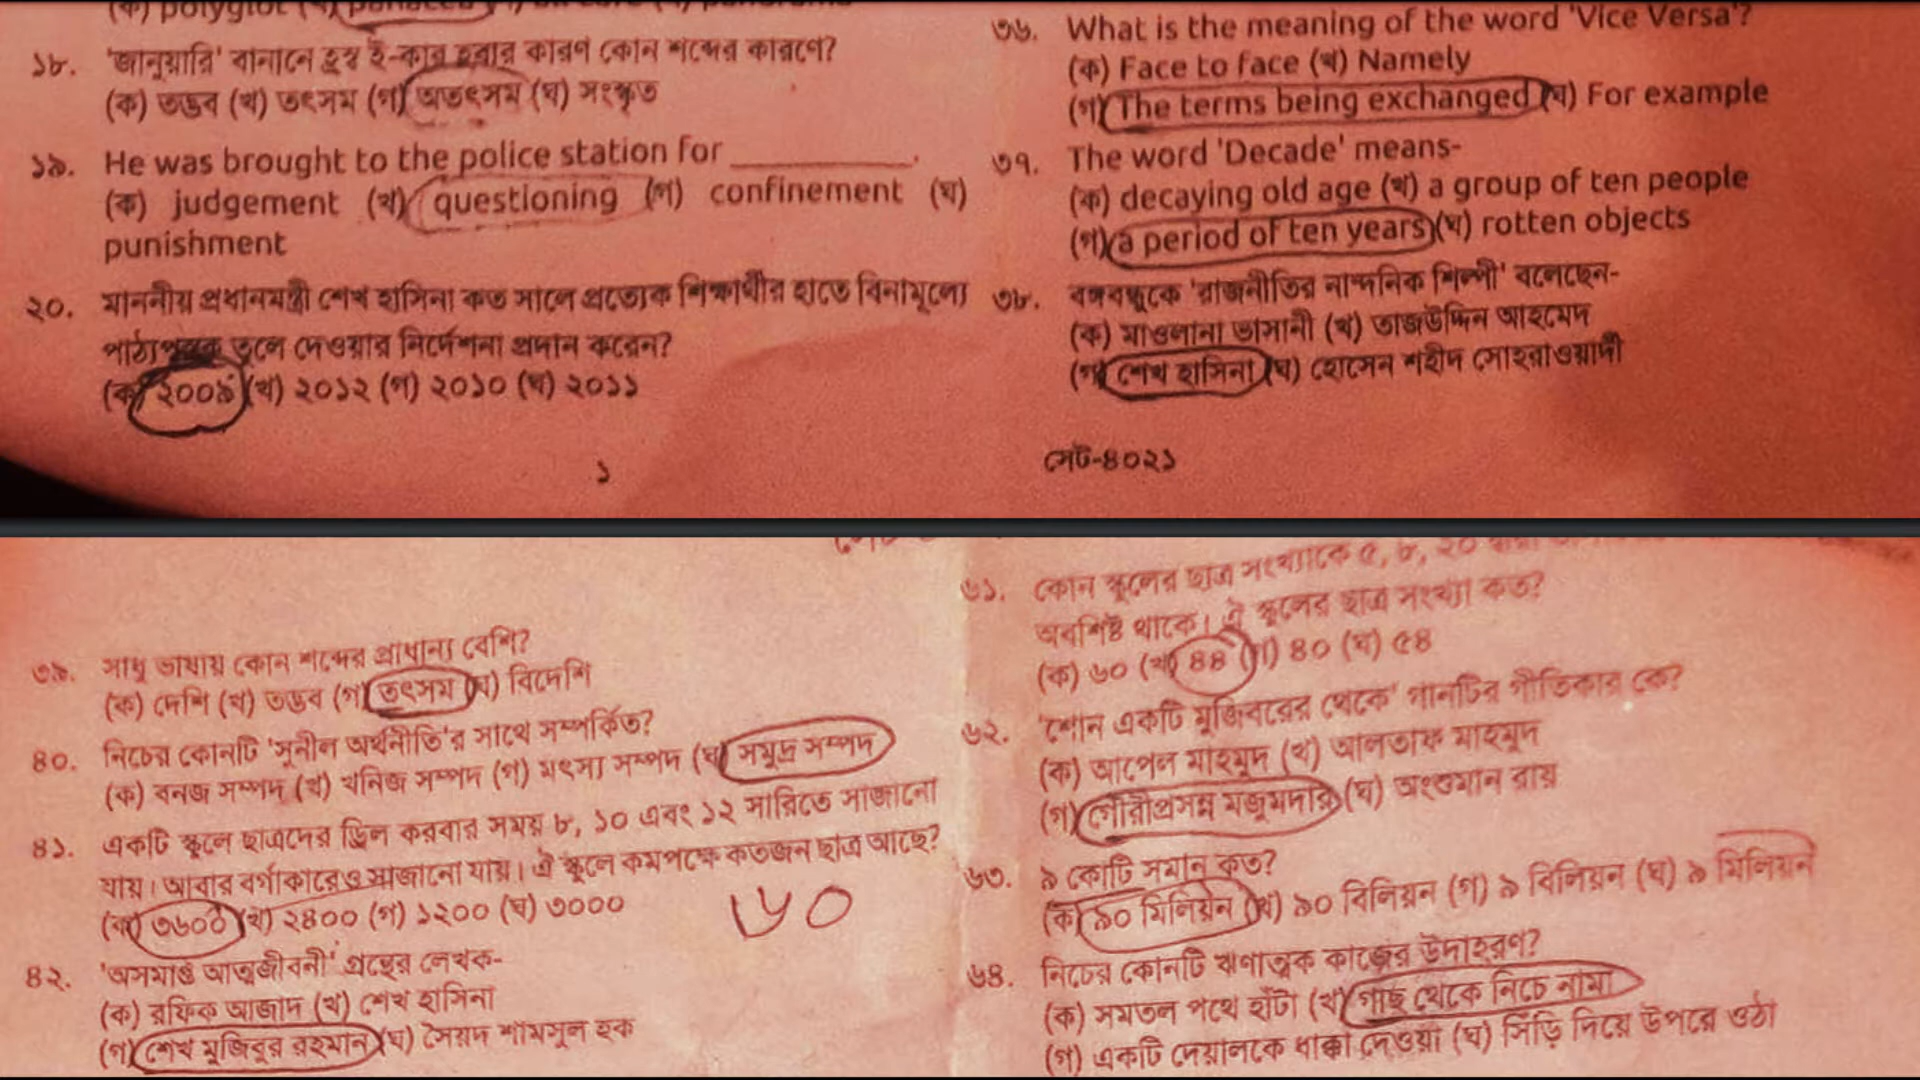 (ক) polyglot (খ) panacea
১৮. 'জানুয়ারি' বানানে হ্রস্ব ই-কার হবার কারণ কোন শব্দের কারণে?
(ক) তদ্ভব (খ) তৎসম (গ) অতৎসম (ঘ) সংস্কৃত
১৯. He was brought to the police station for ____________.
(ক) judgement (খ) questioning (গ) confinement (ঘ)
punishment
২০. মাননীয় প্রধানমন্ত্রী শেখ হাসিনা কত সালে প্রত্যেক শিক্ষার্থীর হাতে বিনামূল্যে
পাঠ্যপুস্তক তুলে দেওয়ার নির্দেশনা প্রদান করেন?
(ক) ২০০৯ (খ) ২০১২ (গ) ২০১০ (ঘ) ২০১১
১
৩৬. What is the meaning of the word 'Vice Versa'?
(ক) Face to face (খ) Namely
(গ) The terms being exchanged (ঘ) For example
৩৭. The word 'Decade' means-
(ক) decaying old age (খ) a group of ten people
(গ) a period of ten years (ঘ) rotten objects
৩৮. বঙ্গবন্ধুকে 'রাজনীতির নান্দনিক শিল্পী' বলেছেন-
(ক) মাওলানা ভাসানী (খ) তাজউদ্দিন আহমেদ
(গ) শেখ হাসিনা (ঘ) হোসেন শহীদ সোহরাওয়ার্দী
সেট-৪০২১
৩৯. সাধু ভাষায় কোন শব্দের প্রাধান্য বেশি?
(ক) দেশি (খ) তদ্ভব (গ) তৎসম (ঘ) বিদেশি
৪০. নিচের কোনটি 'সুনীল অর্থনীতি'র সাথে সম্পর্কিত?
(ক) বনজ সম্পদ (খ) খনিজ সম্পদ (গ) মৎস্য সম্পদ (ঘ) সমুদ্র সম্পদ
৪১. একটি স্কুলে ছাত্রদের ড্রিল করবার সময় ৮, ১০ এবং ১২ সারিতে সাজানো
যায়। আবার বর্গাকারেও সাজানো যায়। ঐ স্কুলে কমপক্ষে কতজন ছাত্র আছে?
(ক) ৩৬০০ (খ) ২৪০০ (গ) ১২০০ (ঘ) ৩০০০
৪২. 'অসমাপ্ত আত্মজীবনী' গ্রন্থের লেখক-
(ক) রফিক আজাদ (খ) শেখ হাসিনা
(গ) শেখ মুজিবুর রহমান (ঘ) সৈয়দ শামসুল হক
৬১. কোন স্কুলের ছাত্র সংখ্যাকে ৫, ৮, ২০
অবশিষ্ট থাকে। ঐ স্কুলের ছাত্র সংখ্যা কত?
(ক) ৬০ (খ) ৪৪ (গ) ৪০ (ঘ) ৫৪
৬২. 'শোন একটি মুজিবরের থেকে' গানটির গীতিকার কে?
(ক) আপেল মাহমুদ (খ) আলতাফ মাহমুদ
(গ) গৌরীপ্রসন্ন মজুমদার (ঘ) অংশুমান রায়
৬৩. ৯ কোটি সমান কত?
(ক) ৯০ মিলিয়ন (খ) ৯০ বিলিয়ন (গ) ৯ বিলিয়ন (ঘ) ৯ মিলিয়ন
৬৪. নিচের কোনটি ঋণাত্মক কাজের উদাহরণ?
(ক) সমতল পথে হাঁটা (খ) গাছ থেকে নিচে নামা
(গ) একটি দেয়ালকে ধাক্কা দেওয়া (ঘ) সিঁড়ি দিয়ে উপরে ওঠা